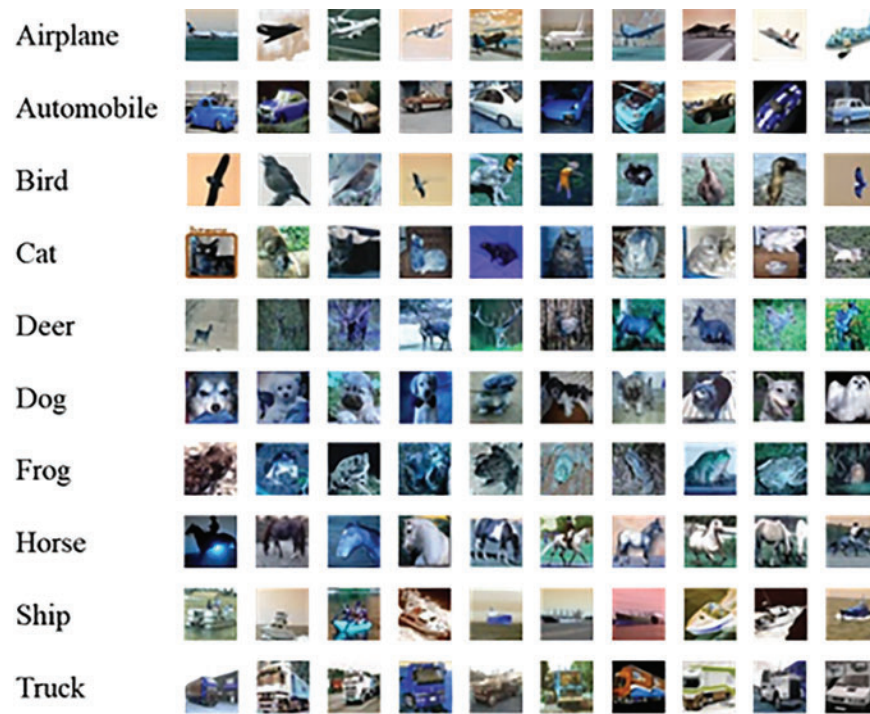 Airplane
Automobile
Bird
Cat
Deer
Dog
Frog
Horse
Ship
Truck